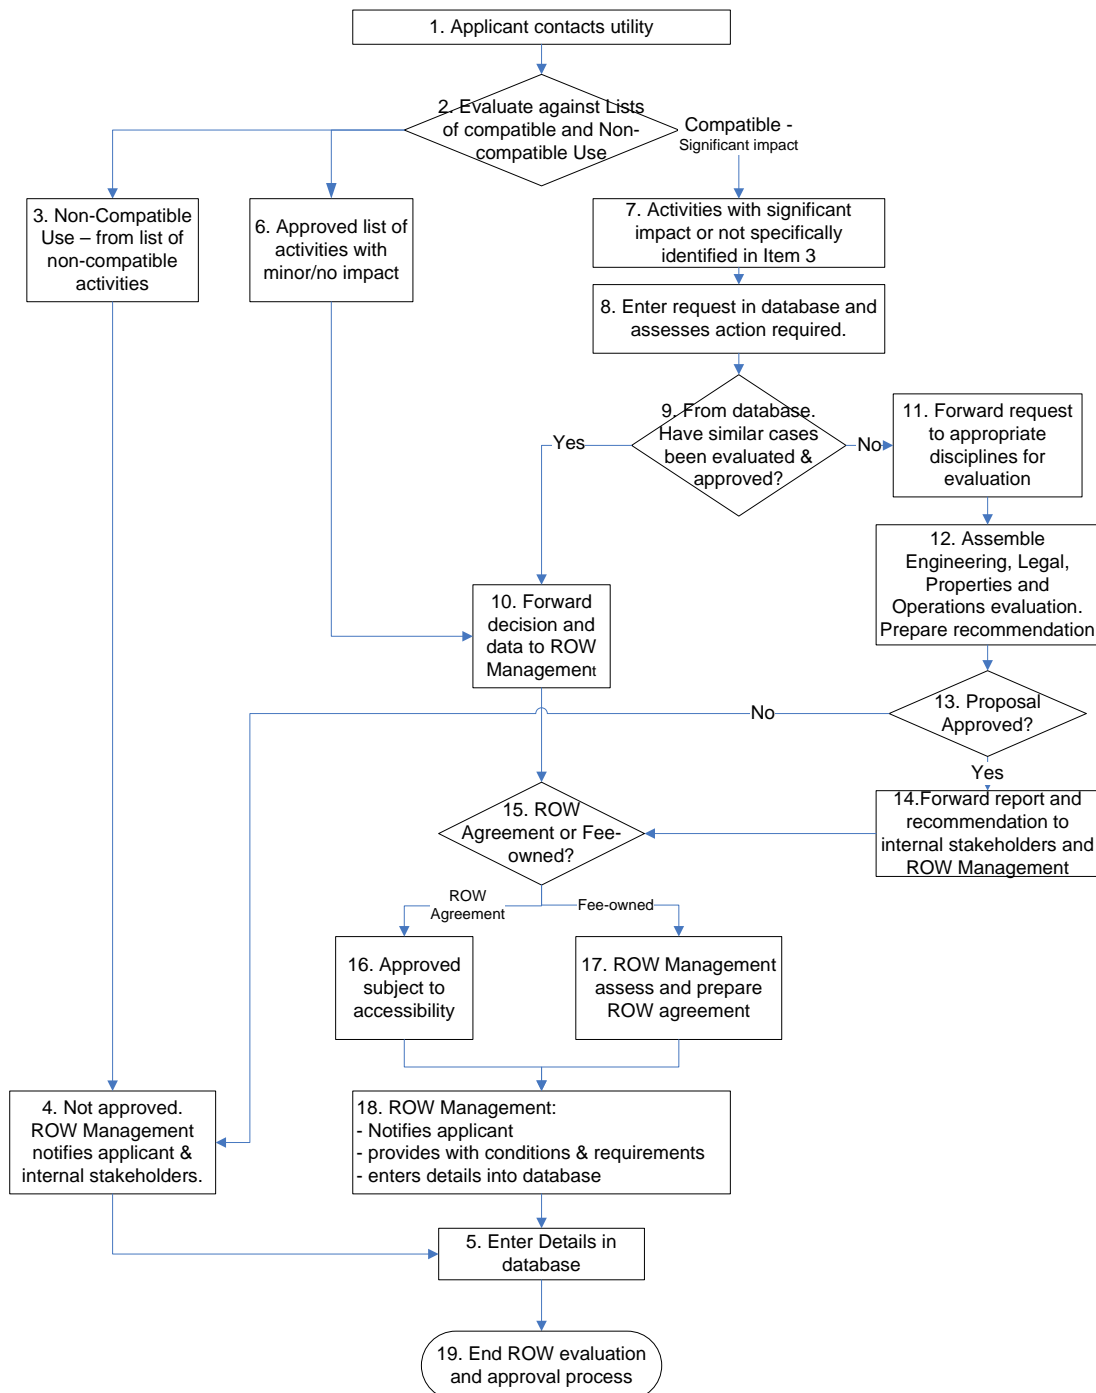 1. Applicant contacts utility
2. Evaluate against Lists
of compatible and Non-
compatible Use
Compatible -
Significant impact
3. Non-Compatible
Use – from list of
non-compatible
activities
6. Approved list of
activities with
minor/no impact
7. Activities with significant
impact or not specifically
identified in Item 3
8. Enter request in database and
assesses action required.
9. From database.
Have similar cases
been evaluated &
approved?
Yes
No
11. Forward request
to appropriate
disciplines for
evaluation
12. Assemble
Engineering, Legal,
Properties and
Operations evaluation.
Prepare recommendation
10. Forward
decision and
data to ROW
Management
13. Proposal
Approved?
No
Yes
14.Forward report and
recommendation to
internal stakeholders and
ROW Management
15. ROW
Agreement or Fee-
owned?
ROW
Agreement
Fee-owned
16. Approved
subject to
accessibility
17. ROW Management
assess and prepare
ROW agreement
4. Not approved.
ROW Management
notifies applicant &
internal stakeholders.
18. ROW Management:
- Notifies applicant
- provides with conditions & requirements
- enters details into database
5. Enter Details in
database
19. End ROW evaluation
and approval process